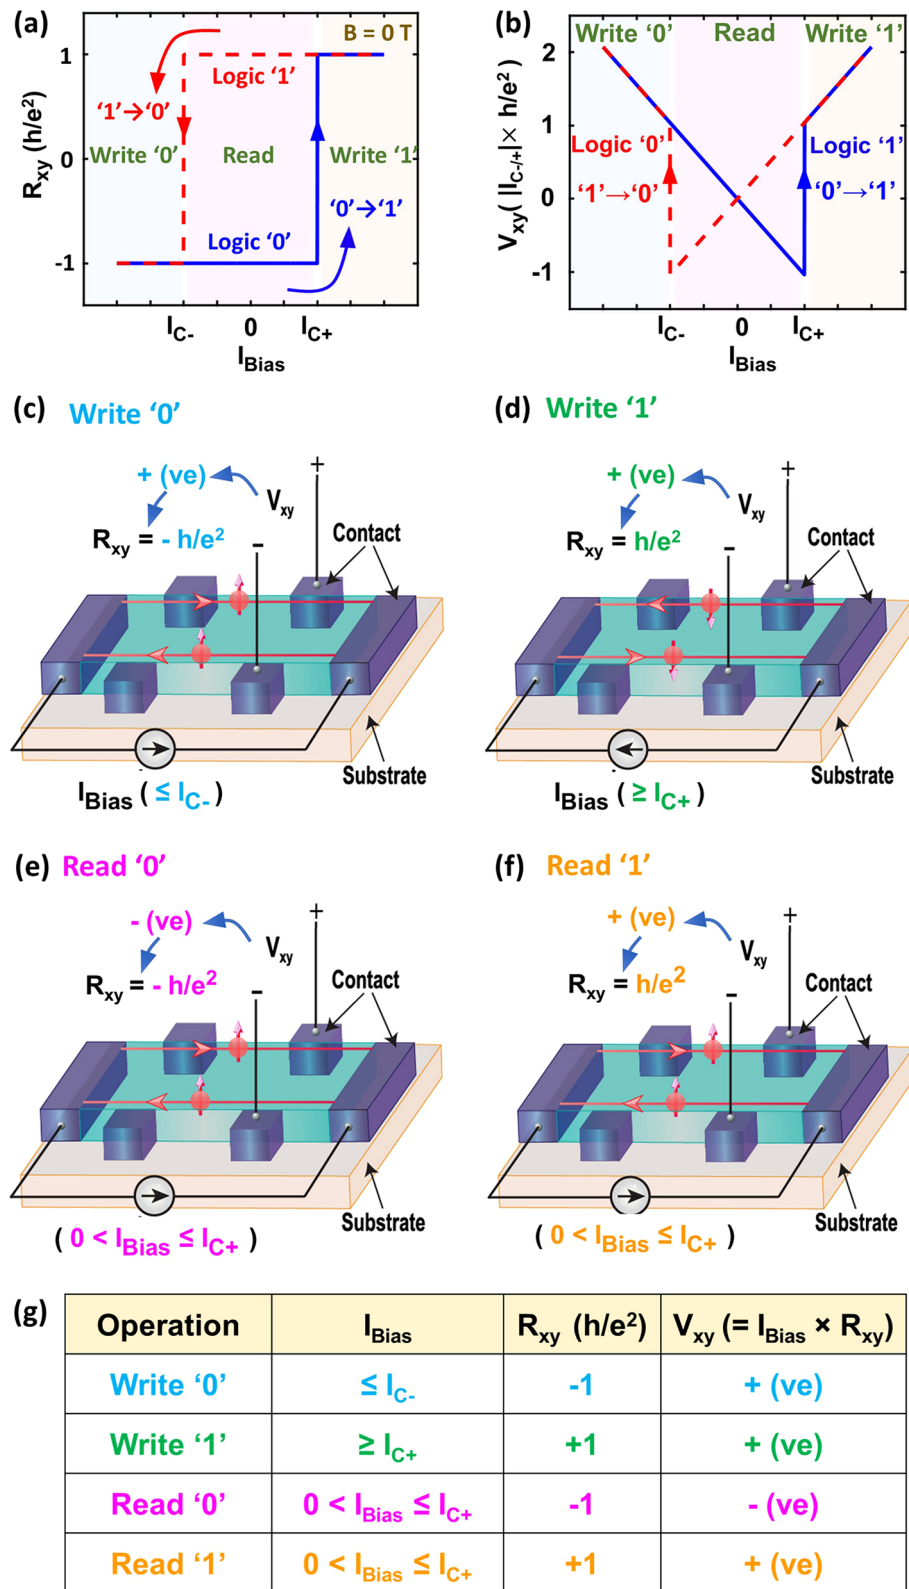 (a)
R_xy (h/e²)
B = 0 T
1
0
-1
Logic ‘1’
‘1’→‘0’
Write ‘0’
Read
Write ‘1’
‘0’→‘1’
Logic ‘0’
I_C-
0
I_C+
I_Bias
(b)
V_xy( |I_C-/+|× h/e²)
Write ‘0’
Read
Write ‘1’
2
1
0
-1
Logic ‘0’
Logic ‘1’
‘1’→‘0’
‘0’→‘1’
I_C-
0
I_C+
I_Bias
(c) Write ‘0’
+
+ (ve)
V_xy
R_xy = - h/e²
-
Contact
Substrate
I_Bias ( ≤ I_C- )
(d) Write ‘1’
+
+ (ve)
V_xy
R_xy = h/e²
-
Contact
Substrate
I_Bias ( ≥ I_C+ )
(e) Read ‘0’
+
- (ve)
V_xy
R_xy = - h/e²
-
Contact
Substrate
( 0 < I_Bias ≤ I_C+ )
(f) Read ‘1’
+
+ (ve)
V_xy
R_xy = h/e²
-
Contact
Substrate
( 0 < I_Bias ≤ I_C+ )
(g)
Operation I_Bias R_xy (h/e²) V_xy (= I_Bias × R_xy)
Write ‘0’ ≤ I_C- -1 + (ve)
Write ‘1’ ≥ I_C+ +1 + (ve)
Read ‘0’ 0 < I_Bias ≤ I_C+ -1 - (ve)
Read ‘1’ 0 < I_Bias ≤ I_C+ +1 + (ve)